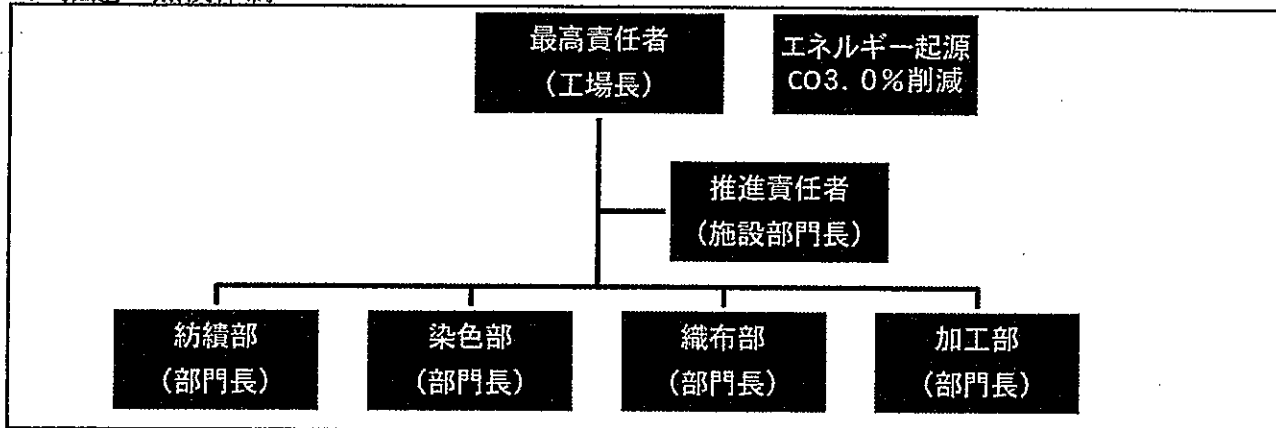 最高責任者
（工場長）
エネルギー起源
CO3．0％削減
推進責任者
（施設部門長）
紡績部
（部門長）
染色部
（部門長）
織布部
（部門長）
加工部
（部門長）